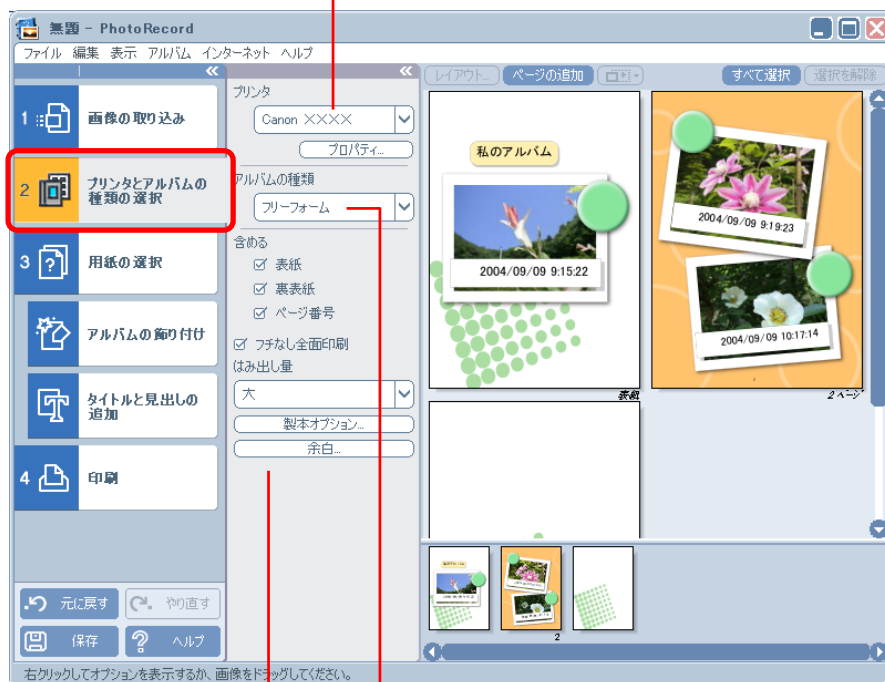 無題 - PhotoRecord
ファイル 編集 表示 アルバム インターネット ヘルプ
1 画像の取り込み
2 プリンタとアルバムの
種類の選択
3 用紙の選択
アルバムの飾り付け
タイトルと見出しの
追加
4 印刷
元に戻す やり直す
保存 ヘルプ
プリンタ
Canon XXXX
プロパティ...
アルバムの種類
フリーフォーム
含める
表紙
裏表紙
ページ番号
フチなし全面印刷
はみ出し量
大
製本オプション...
余白...
レイアウト... ページの追加 すべて選択 選択を解除
私のアルバム
2004/09/09 9:15:22
表紙
2004/09/09 9:19:23
2004/09/09 10:17:14
2ページ
2
右クリックしてオプションを表示するか、画像をドラッグしてください。